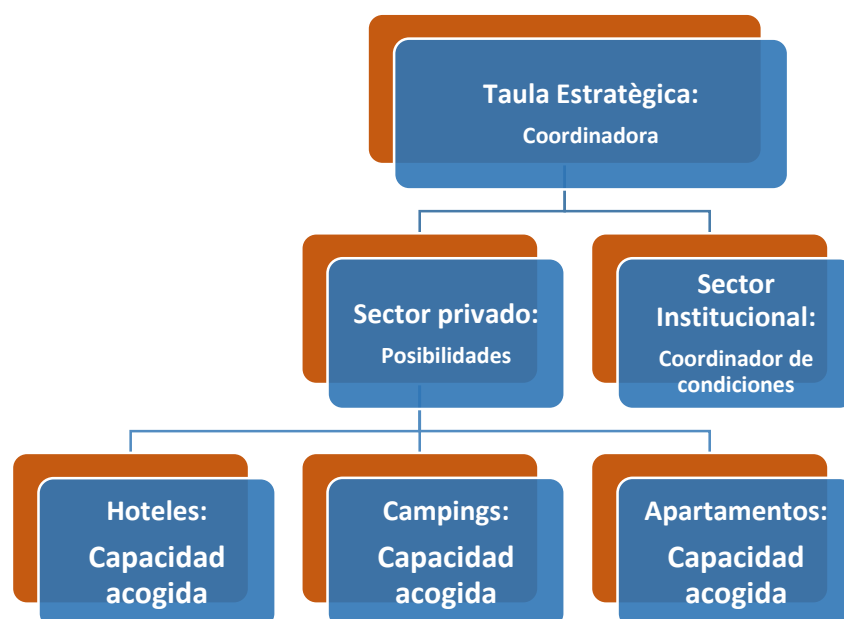 Taula Estratègica:
Coordinadora
Sector privado:
Posibilidades
Sector
Institucional:
Coordinador de
condiciones
Hoteles:
Capacidad
acogida
Campings:
Capacidad
acogida
Apartamentos:
Capacidad
acogida